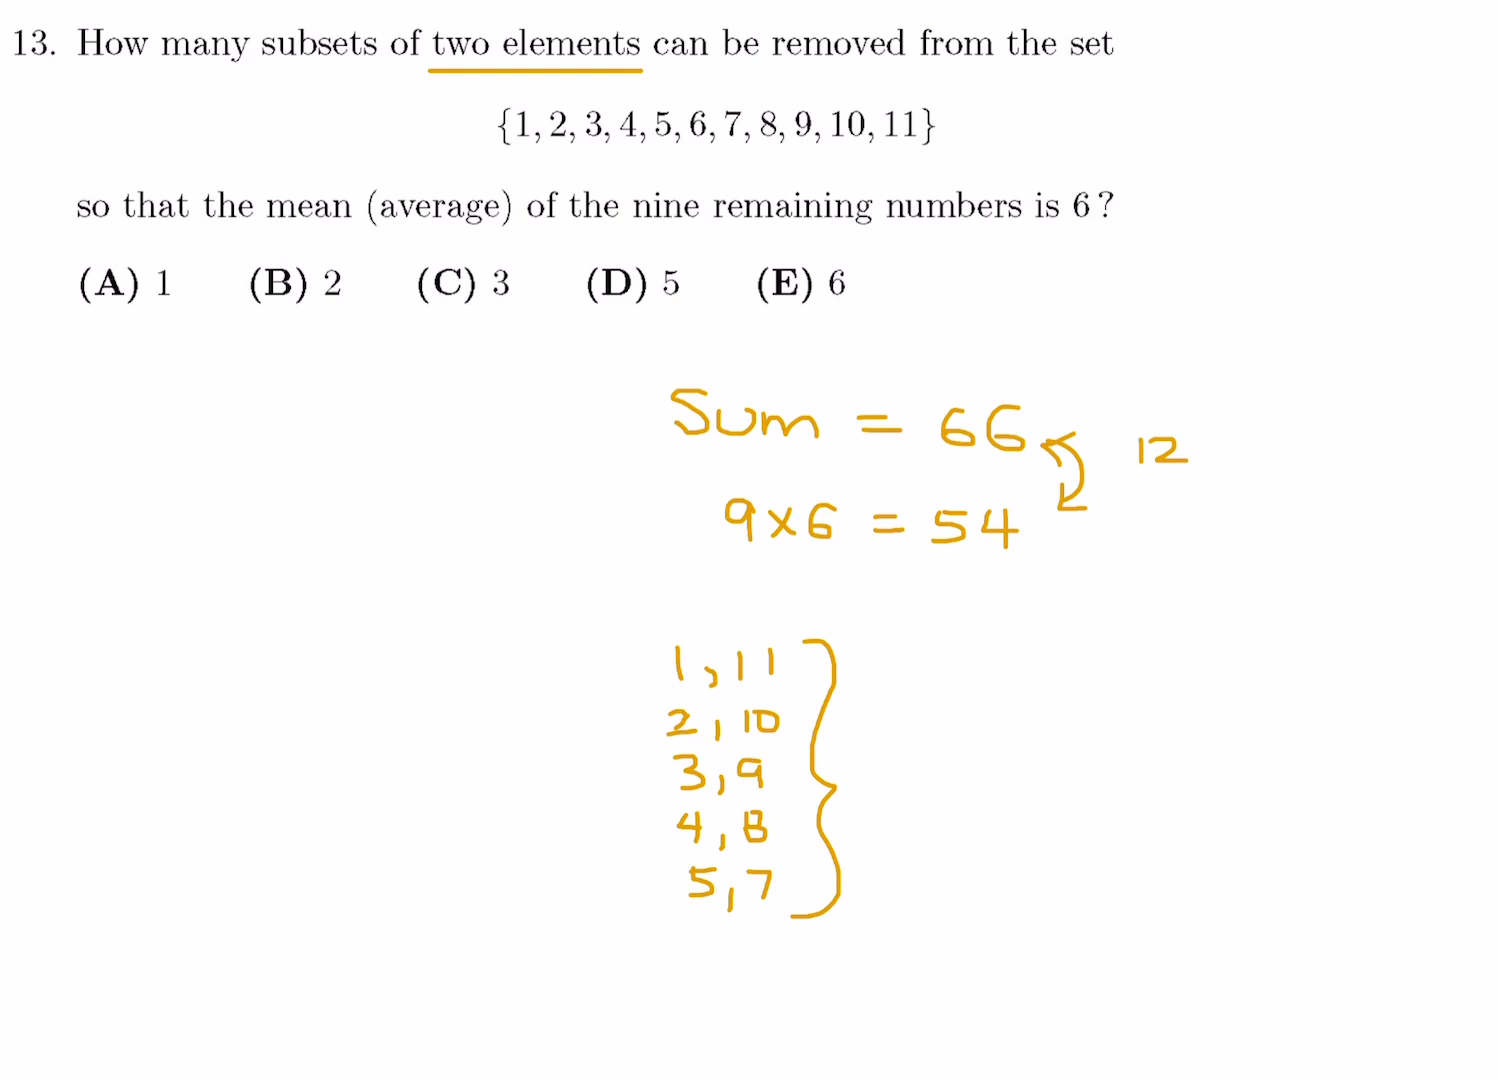 13. How many subsets of two elements can be removed from the set
{1, 2, 3, 4, 5, 6, 7, 8, 9, 10, 11}
so that the mean (average) of the nine remaining numbers is 6?
(A) 1 (B) 2 (C) 3 (D) 5 (E) 6
Sum = 66
12
9×6 = 54
1, 11
2, 10
3, 9
4, 8
5, 7